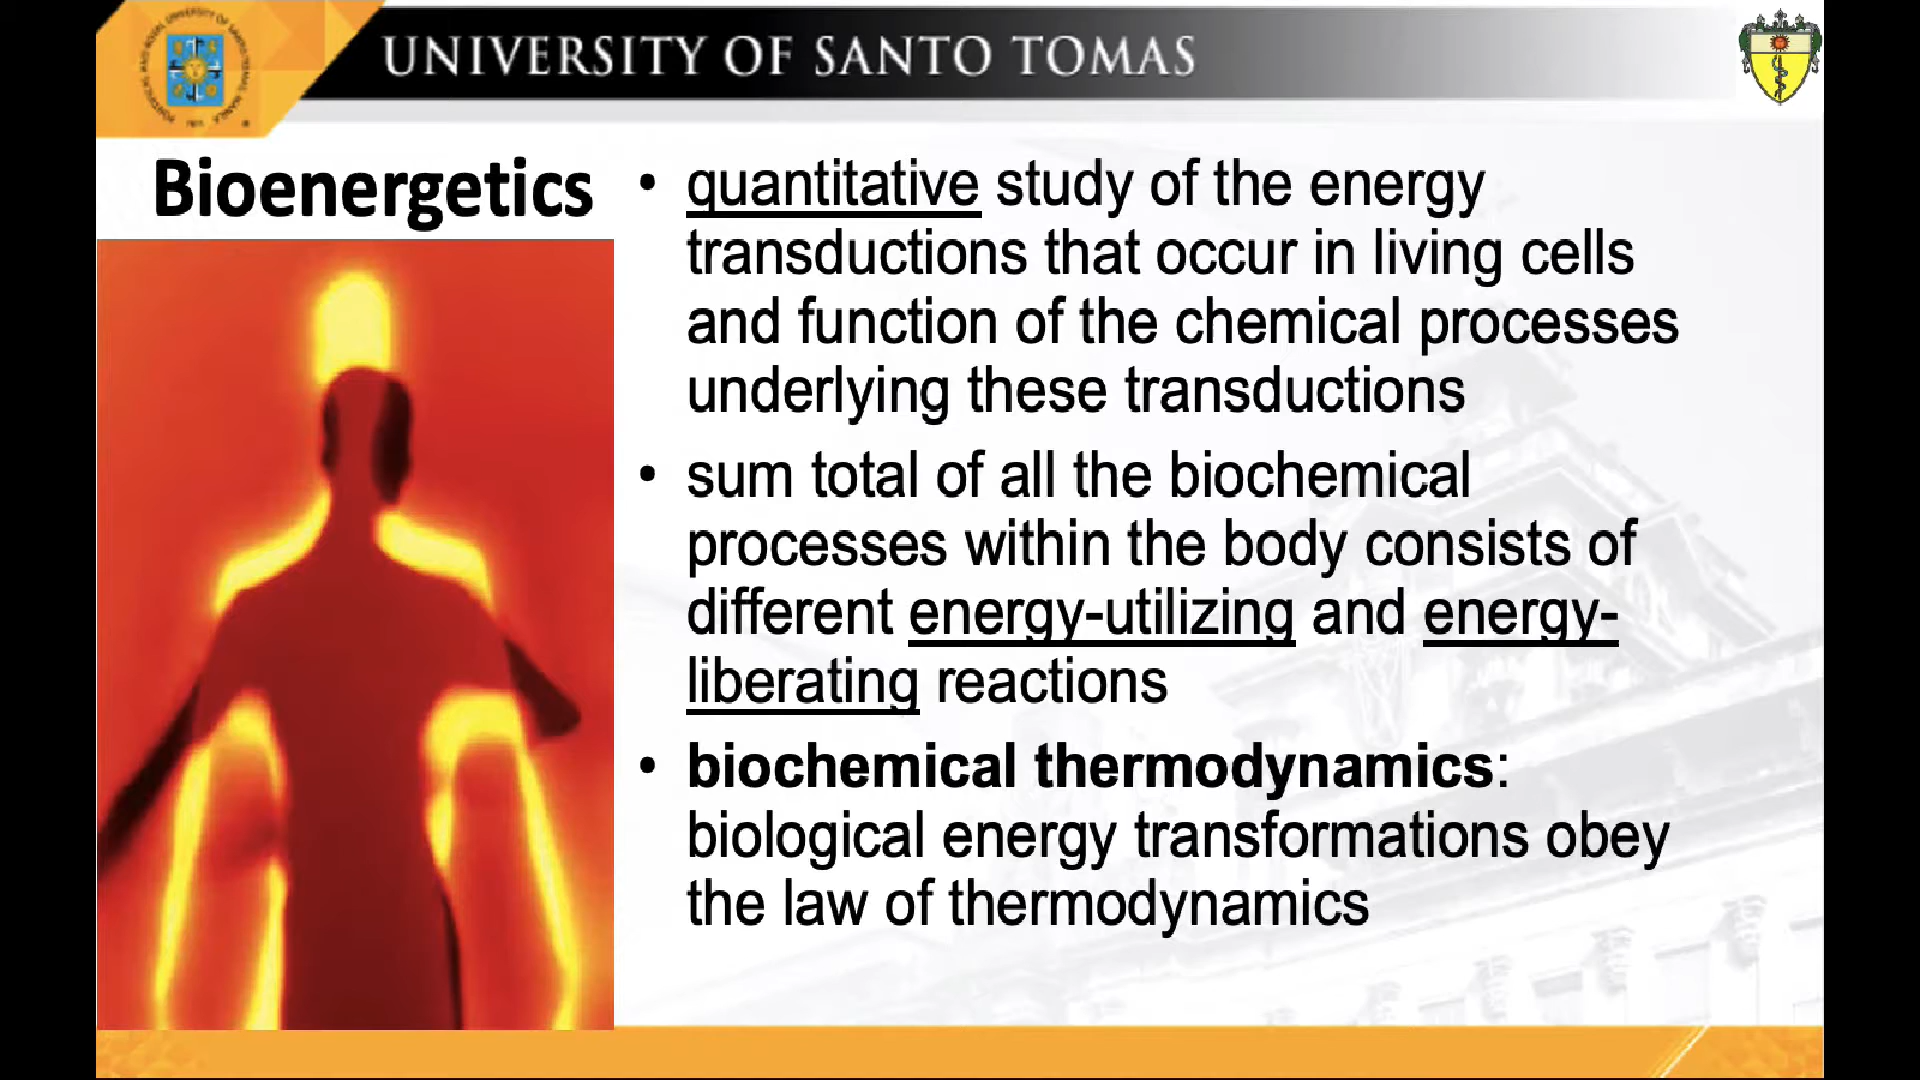 UNIVERSITY OF SANTO TOMAS
Bioenergetics
• quantitative study of the energy
transductions that occur in living cells
and function of the chemical processes
underlying these transductions
• sum total of all the biochemical
processes within the body consists of
different energy-utilizing and energy-
liberating reactions
• biochemical thermodynamics:
biological energy transformations obey
the law of thermodynamics